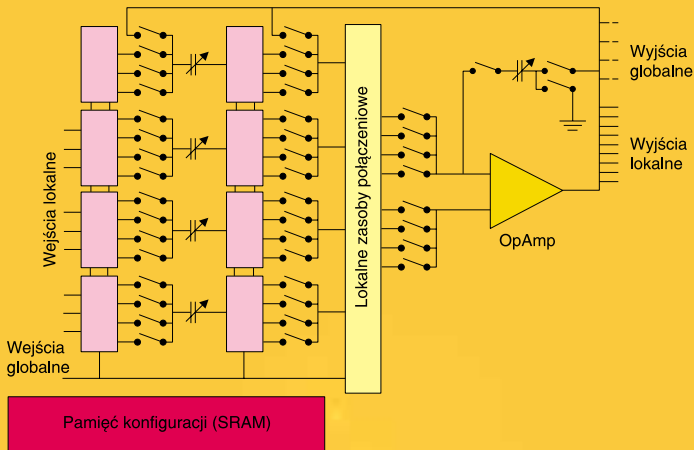 Wyjścia
globalne
Wyjścia
lokalne
Wejścia lokalne
Lokalne zasoby połączeniowe
OpAmp
Wejścia
globalne
Pamięć konfiguracji (SRAM)